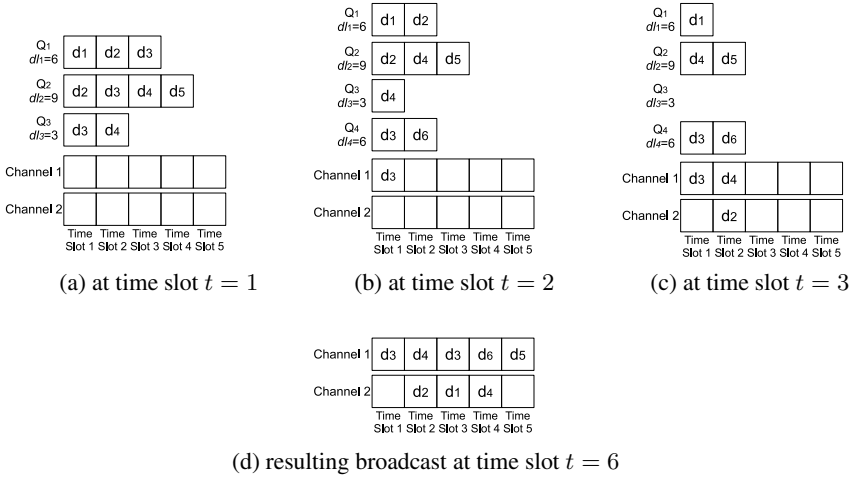 Q1
dl1=6 d1 d2 d3
Q2
dl2=9 d2 d3 d4 d5
Q3
dl3=3 d3 d4
Channel 1
Channel 2
Time Time Time Time Time
Slot 1 Slot 2 Slot 3 Slot 4 Slot 5
(a) at time slot t = 1
Q1
dl1=6 d1 d2
Q2
dl2=9 d2 d4 d5
Q3
dl3=3 d4
Q4
dl4=6 d3 d6
Channel 1 d3
Channel 2
Time Time Time Time Time
Slot 1 Slot 2 Slot 3 Slot 4 Slot 5
(b) at time slot t = 2
Q1
dl1=6 d1
Q2
dl2=9 d4 d5
Q3
dl3=3
Q4
dl4=6 d3 d6
Channel 1 d3 d4
Channel 2 d2
Time Time Time Time Time
Slot 1 Slot 2 Slot 3 Slot 4 Slot 5
(c) at time slot t = 3
Channel 1 d3 d4 d3 d6 d5
Channel 2 d2 d1 d4
Time Time Time Time Time
Slot 1 Slot 2 Slot 3 Slot 4 Slot 5
(d) resulting broadcast at time slot t = 6